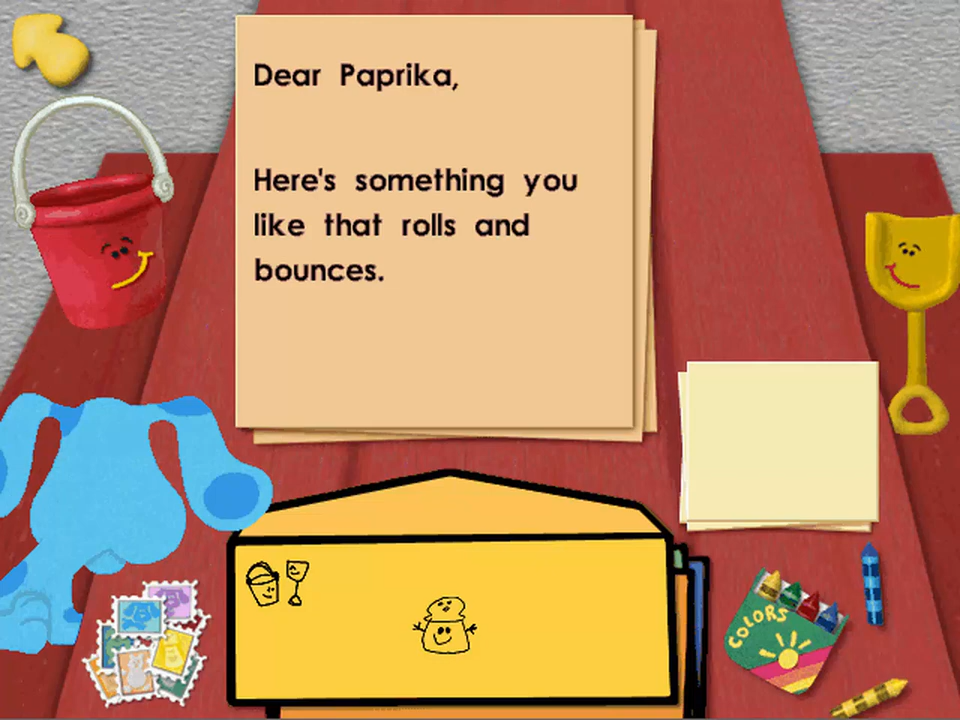 Dear Paprika,
Here's something you
like that rolls and
bounces.
COLORS